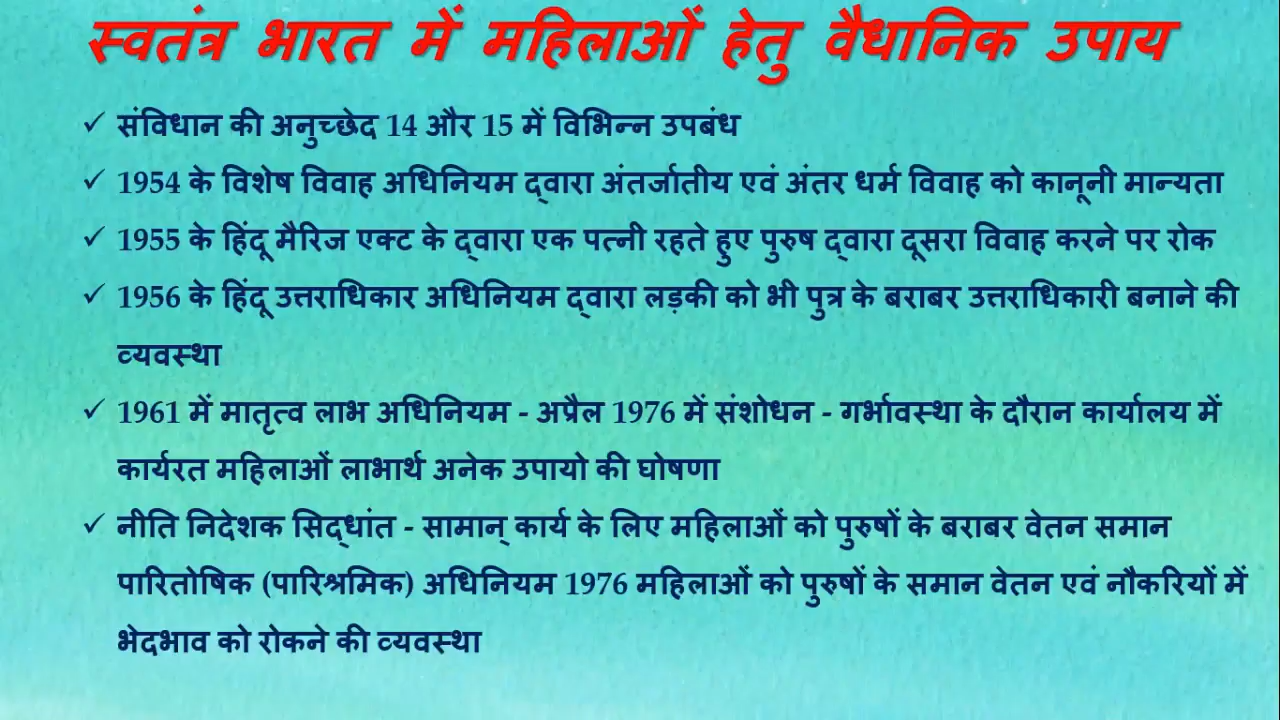 स्वतंत्र भारत में महिलाओं हेतु वैधानिक उपाय
✓ संविधान की अनुच्छेद 14 और 15 में विभिन्न उपबंध
✓ 1954 के विशेष विवाह अधिनियम द्वारा अंतर्जातीय एवं अंतर धर्म विवाह को कानूनी मान्यता
✓ 1955 के हिंदू मैरिज एक्ट के द्वारा एक पत्नी रहते हुए पुरुष द्वारा दूसरा विवाह करने पर रोक
✓ 1956 के हिंदू उत्तराधिकार अधिनियम द्वारा लड़की को भी पुत्र के बराबर उत्तराधिकारी बनाने की
व्यवस्था
✓ 1961 में मातृत्व लाभ अधिनियम - अप्रैल 1976 में संशोधन - गर्भावस्था के दौरान कार्यालय में
कार्यरत महिलाओं लाभार्थ अनेक उपायो की घोषणा
✓ नीति निदेशक सिद्धांत - सामान् कार्य के लिए महिलाओं को पुरुषों के बराबर वेतन समान
पारितोषिक (पारिश्रमिक) अधिनियम 1976 महिलाओं को पुरुषों के समान वेतन एवं नौकरियों में
भेदभाव को रोकने की व्यवस्था